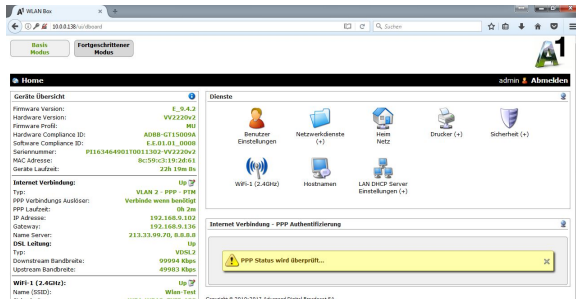 A1 WLAN Box
10.0.0.138/ui/dboard
Suchen
Basis Modus
Fortgeschrittener Modus
A1
Home
admin Abmelden
Geräte Übersicht
Firmware Version: E_9.4.2
Hardware Version: VV2220v2
Firmware Profil: MU
Hardware Compliance ID: ADB8-GT15009A
Software Compliance ID: E.E.01.01_0008
Seriennummer: PI163464901T0011302-VV2220v2
MAC Adresse: 8c:59:c3:19:2d:61
Geräte Laufzeit: 22h 19m 8s
Internet Verbindung: Up
Typ: VLAN 2 - PPP - PTM
PPP Verbindungs Auslöser: Verbinde wenn benötigt
PPP Laufzeit: 0h 2m
IP Adresse: 192.168.9.102
Gateway: 192.168.9.136
Name Server: 213.33.99.70, 8.8.8.8
DSL Leitung: Up
Typ: VDSL2
Downstream Bandbreite: 99994 Kbps
Upstream Bandbreite: 49983 Kbps
WiFi-1 (2.4GHz): Up
Name (SSID): Wlan-Test
Dienste
Benutzer Einstellungen
Netzwerkdienste (+)
Heim Netz
Drucker (+)
Sicherheit (+)
WiFi-1 (2.4GHz)
Hostnamen
LAN DHCP Server Einstellungen (+)
Internet Verbindung - PPP Authentifizierung
PPP Status wird überprüft...